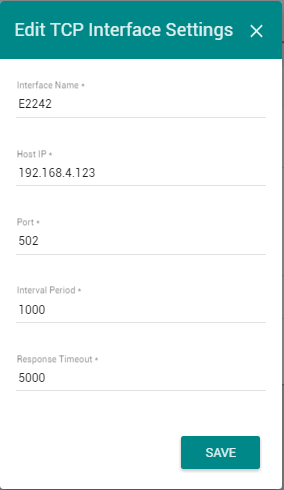 Edit TCP Interface Settings
Interface Name *
E2242
Host IP *
192.168.4.123
Port *
502
Interval Period *
1000
Response Timeout *
5000
SAVE